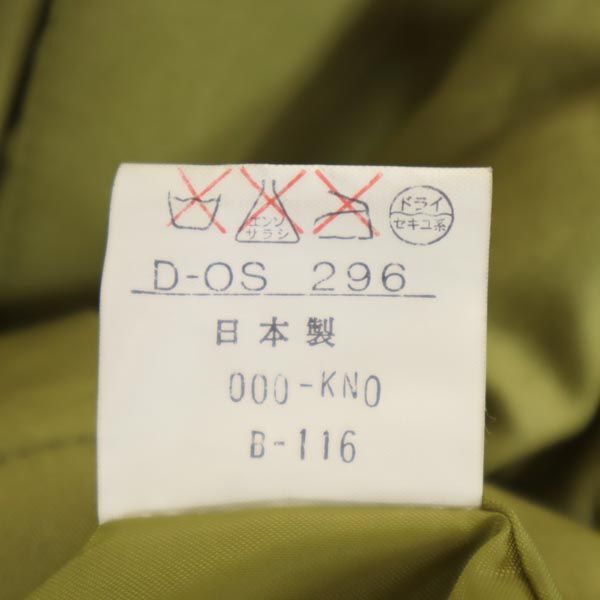 エンソ
サラシ
ドライ
セキユ系
D-OS 296
日本製
000-KNO
B-116